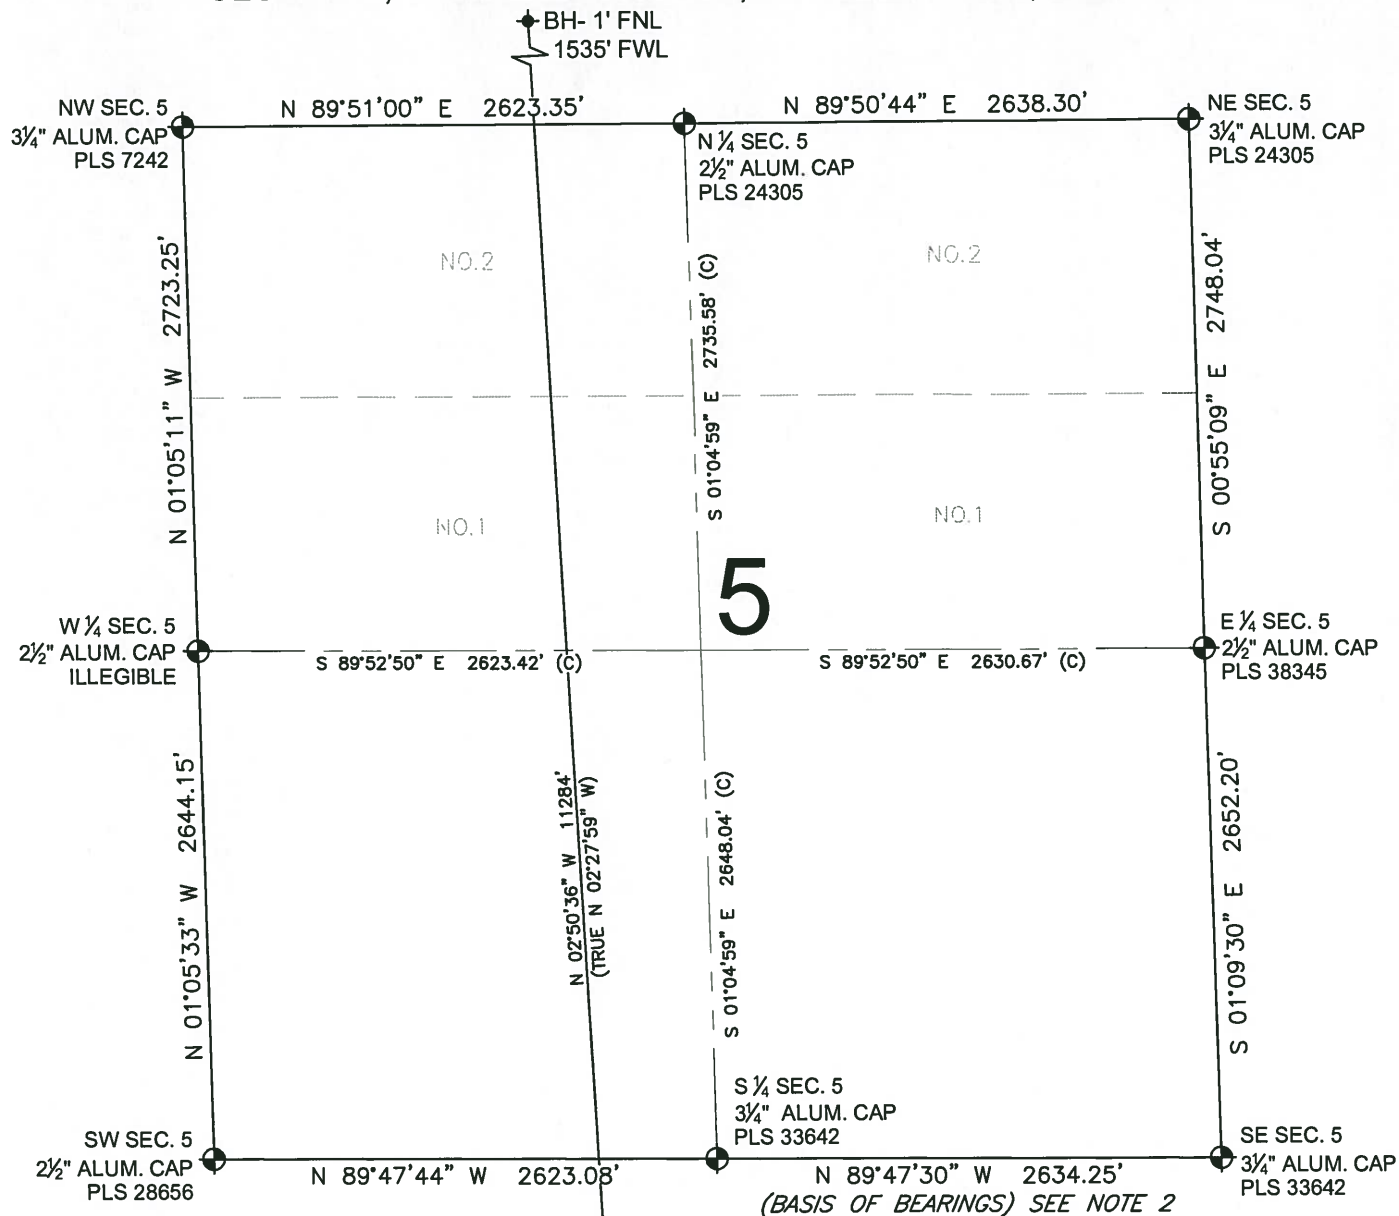 BH- 1' FNL
1535' FWL
NW SEC. 5
3¼" ALUM. CAP
PLS 7242
N 89°51'00" E 2623.35'
N ¼ SEC. 5
2½" ALUM. CAP
PLS 24305
N 89°50'44" E 2638.30'
NE SEC. 5
3¼" ALUM. CAP
PLS 24305
N 01°05'11" W 2723.25'
NO.2
S 01°04'59" E 2735.58' (C)
NO.2
S 00°55'09" E 2748.04'
NO.1
NO.1
5
W ¼ SEC. 5
2½" ALUM. CAP
ILLEGIBLE
S 89°52'50" E 2623.42' (C)
S 89°52'50" E 2630.67' (C)
E ¼ SEC. 5
2½" ALUM. CAP
PLS 38345
N 01°05'33" W 2644.15'
N 02°50'36" W 11284'
(TRUE N 02°27'59" W)
S 01°04'59" E 2648.04' (C)
S 01°09'30" E 2652.20'
SW SEC. 5
2½" ALUM. CAP
PLS 28656
N 89°47'44" W 2623.08'
S ¼ SEC. 5
3¼" ALUM. CAP
PLS 33642
N 89°47'30" W 2634.25'
(BASIS OF BEARINGS) SEE NOTE 2
SE SEC. 5
3¼" ALUM. CAP
PLS 33642